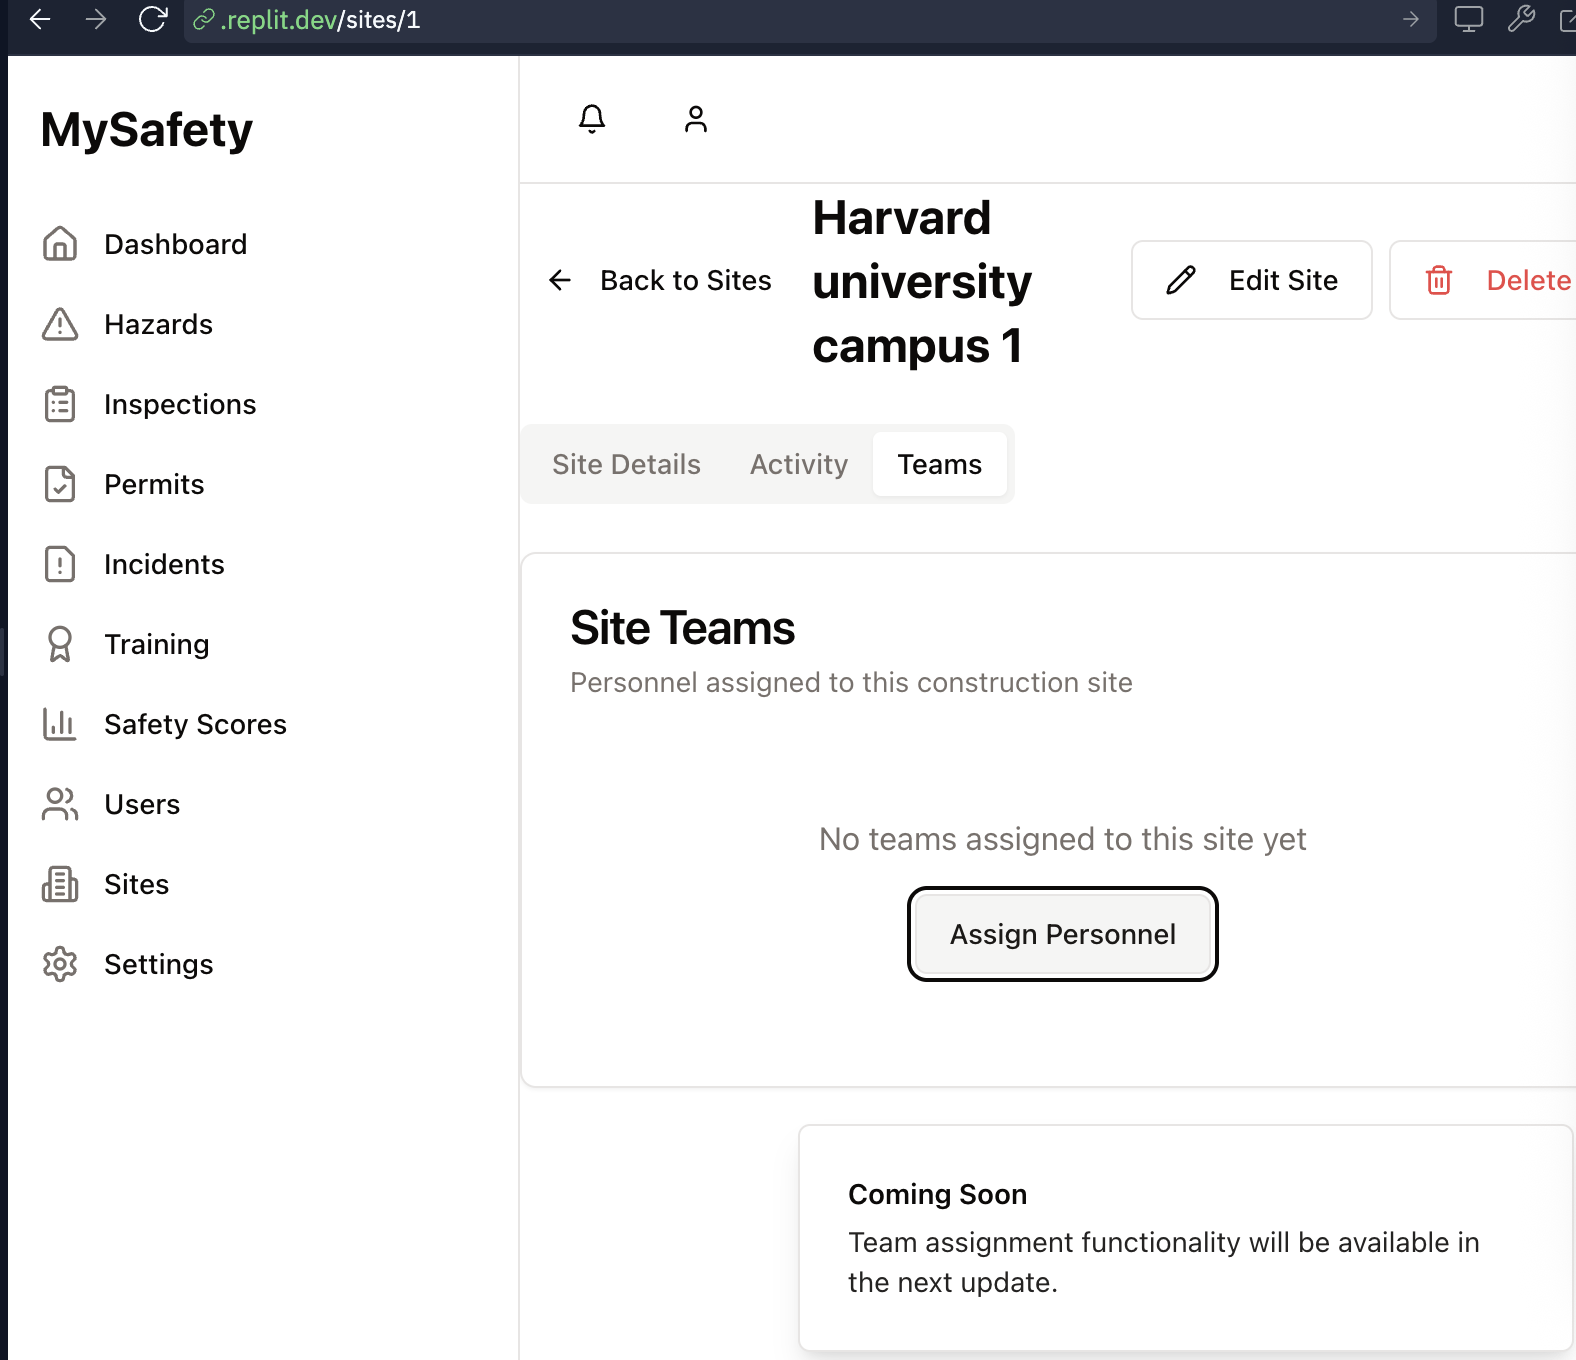 .replit.dev/sites/1
MySafety
Dashboard
Hazards
Inspections
Permits
Incidents
Training
Safety Scores
Users
Sites
Settings
Back to Sites
Harvard
university
campus 1
Edit Site
Delete
Site Details
Activity
Teams
Site Teams
Personnel assigned to this construction site
No teams assigned to this site yet
Assign Personnel
Coming Soon
Team assignment functionality will be available in
the next update.